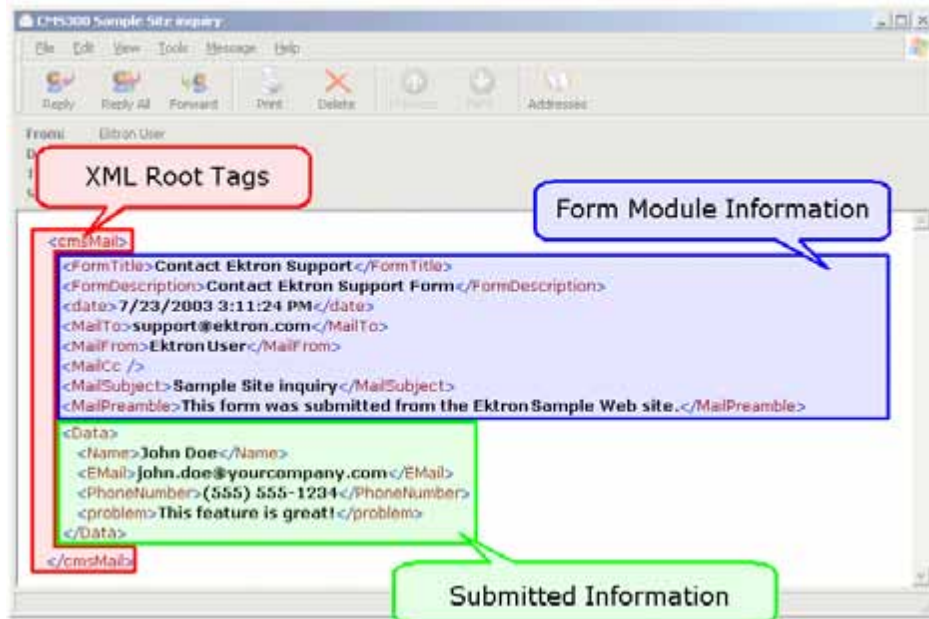 CMS300 Sample Site inquiry
File Edit View Tools Message Help
Reply Reply All Forward Print Delete Previous Next Addresses
From: Ektron User
XML Root Tags
Form Module Information
<cmsMail>
<FormTitle>Contact Ektron Support</FormTitle>
<FormDescription>Contact Ektron Support Form</FormDescription>
<date>7/23/2003 3:11:24 PM</date>
<MailTo>support@ektron.com</MailTo>
<MailFrom>Ektron User</MailFrom>
<MailCc />
<MailSubject>Sample Site inquiry</MailSubject>
<MailPreamble>This form was submitted from the Ektron Sample Web site.</MailPreamble>
<Data>
<Name>John Doe</Name>
<EMail>john.doe@yourcompany.com</EMail>
<PhoneNumber>(555) 555-1234</PhoneNumber>
<problem>This feature is great!</problem>
</Data>
</cmsMail>
Submitted Information